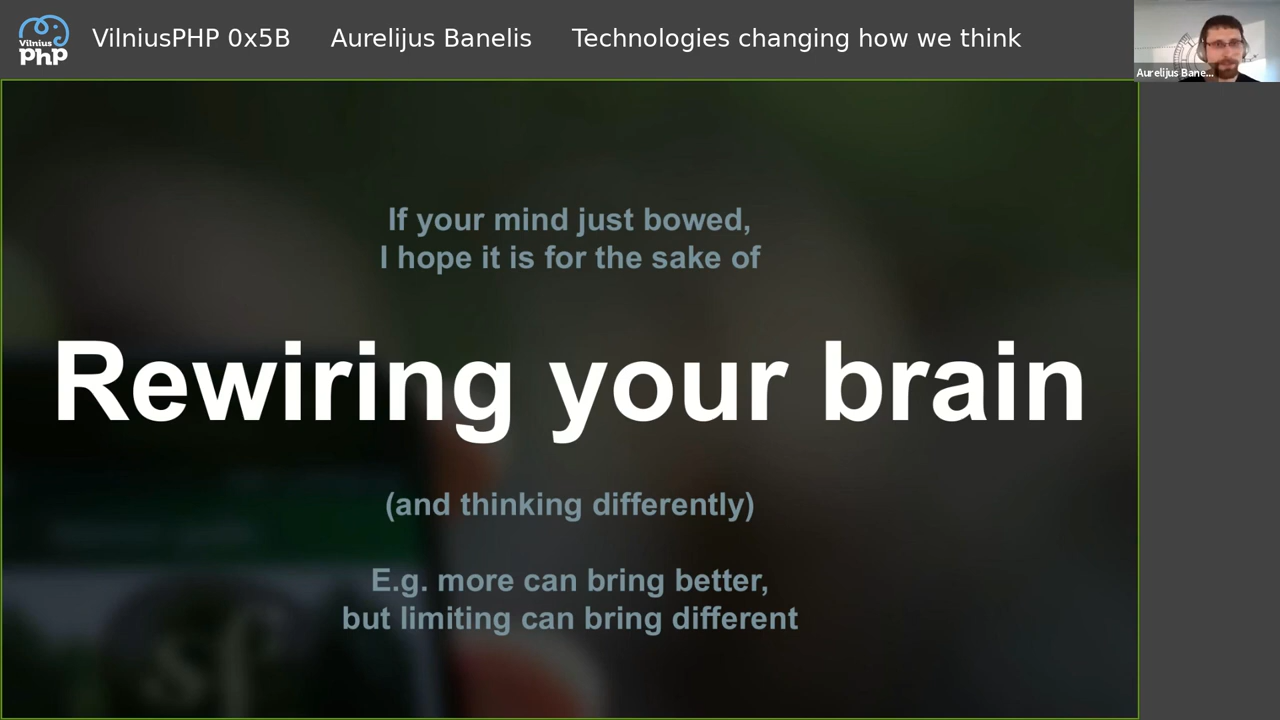 Vilnius
php
VilniusPHP 0x5B Aurelijus Banelis Technologies changing how we think
Aurelijus Bane...
If your mind just bowed,
I hope it is for the sake of
Rewiring your brain
(and thinking differently)
E.g. more can bring better,
but limiting can bring different
sf